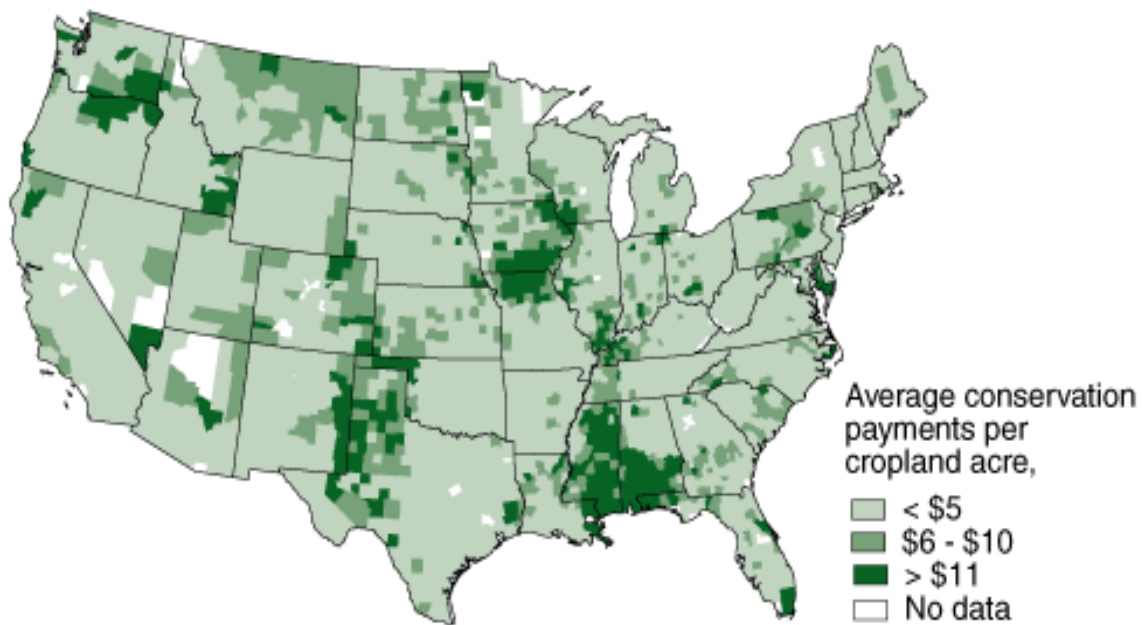 Average conservation
payments per
cropland acre,
< $5
$6 - $10
> $11
No data